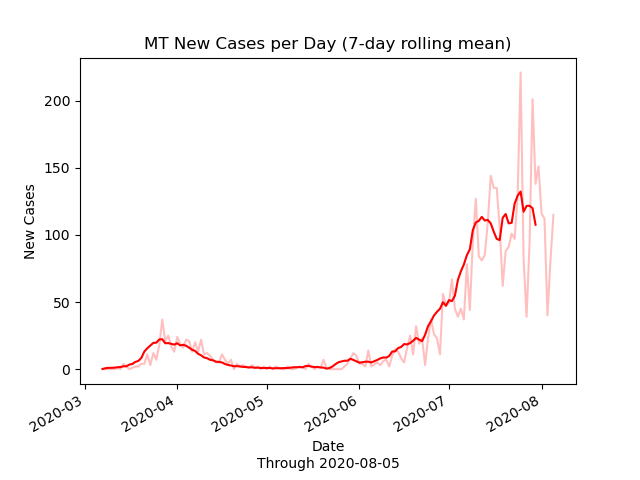 MT New Cases per Day (7-day rolling mean)
200
150
100
50
0
New Cases
2020-03
2020-04
2020-05
2020-06
2020-07
2020-08
Date
Through 2020-08-05